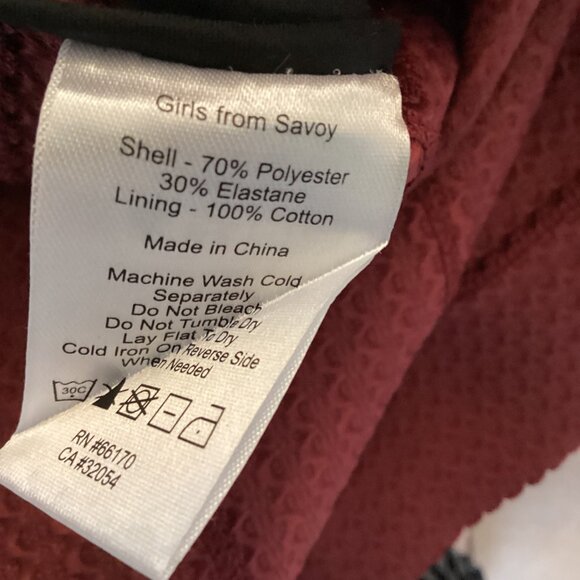 Girls from Savoy
Shell - 70% Polyester
30% Elastane
Lining - 100% Cotton
Made in China
Machine Wash Cold
Separately
Do Not Bleach
Do Not Tumble Dry
Lay Flat To Dry
Cold Iron On Reverse Side
When Needed
30C
RN #66170
CA #32054